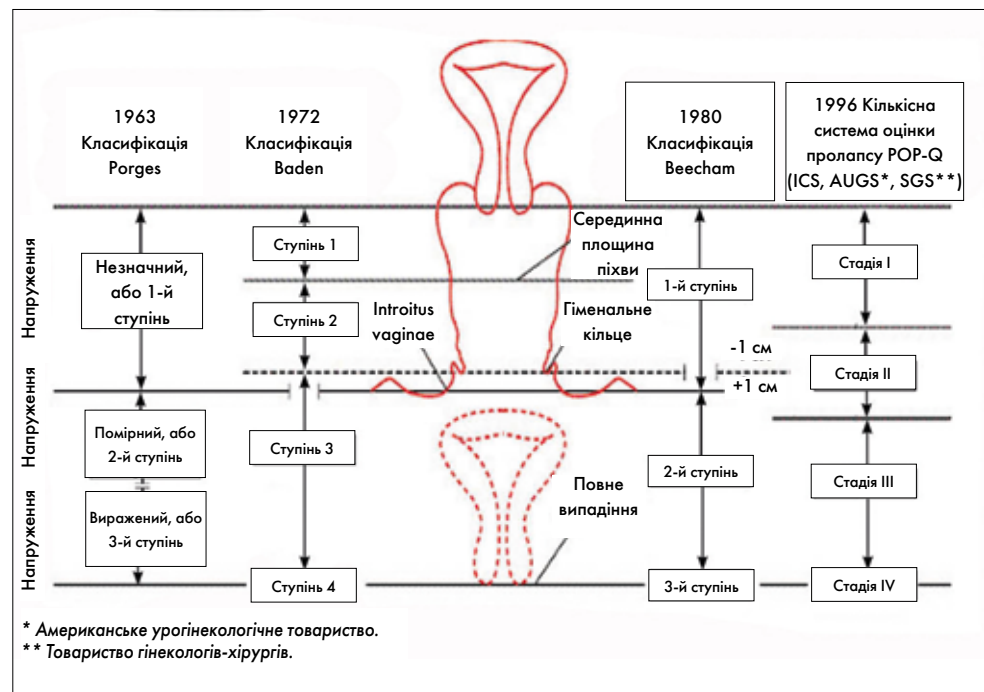 1963
Класифікація
Porges
1972
Класифікація
Baden
1980
Класифікація
Beecham
1996 Кількісна
система оцінки
пролапсу POP-Q
(ICS, AUGS*, SGS**)
Напруження
Незначний,
або 1-й
ступінь
Ступінь 1
Ступінь 2
Introitus
vaginae
Серединна
площина
піхви
Гіменальне
кільце
1-й ступінь
Стадія I
-1 см
+1 см
Стадія II
Напруження
Помірний, або
2-й ступінь
Ступінь 3
2-й ступінь
Стадія III
Напруження
Виражений, або
3-й ступінь
Повне
випадіння
Ступінь 4
3-й ступінь
Стадія IV
* Американське урогінекологічне товариство.
** Товариство гінекологів-хірургів.